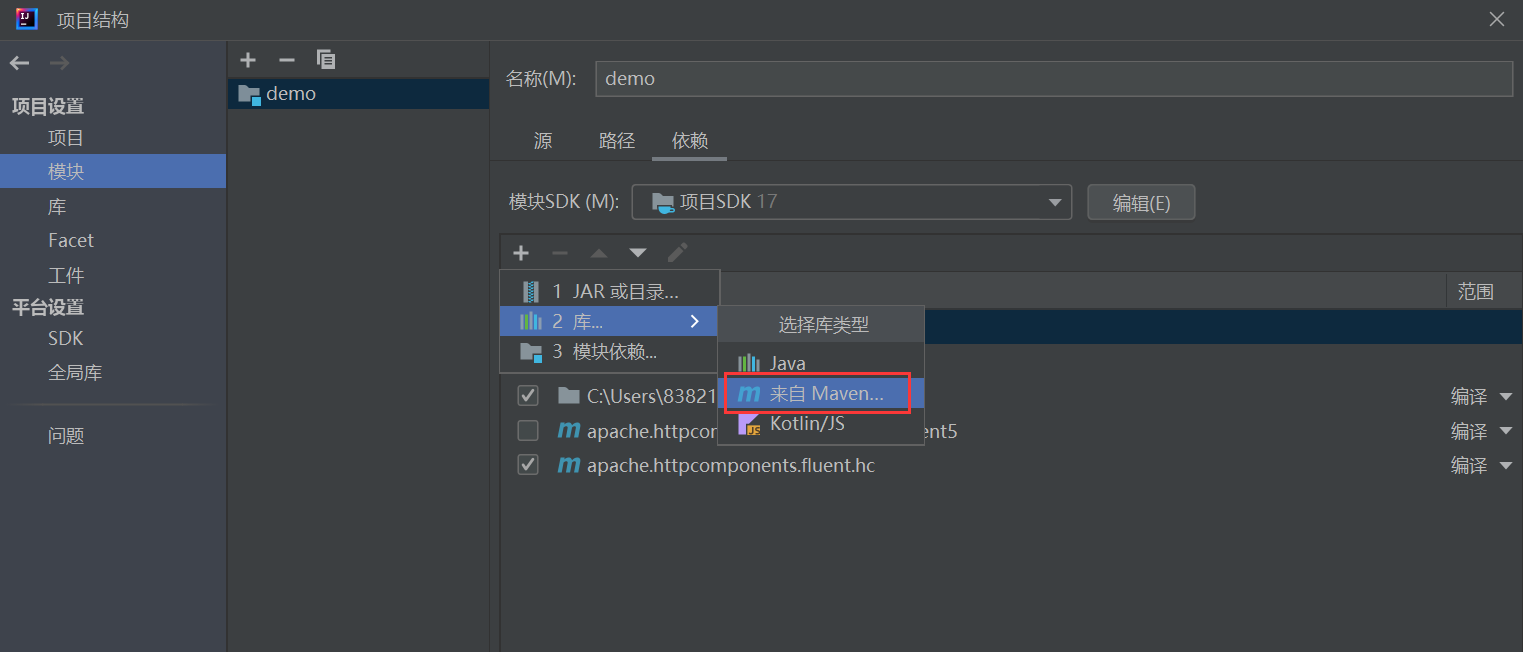 项目结构
项目设置
项目
模块
库
Facet
工件
平台设置
SDK
全局库
问题
demo
名称(M): demo
源 路径 依赖
模块SDK (M): 项目SDK 17 编辑(E)
范围
1 JAR 或目录...
2 库...
3 模块依赖...
选择库类型
Java
来自 Maven...
Kotlin/JS
C:\Users\83821 编译
apache.httpcor ent5 编译
apache.httpcomponents.fluent.hc 编译